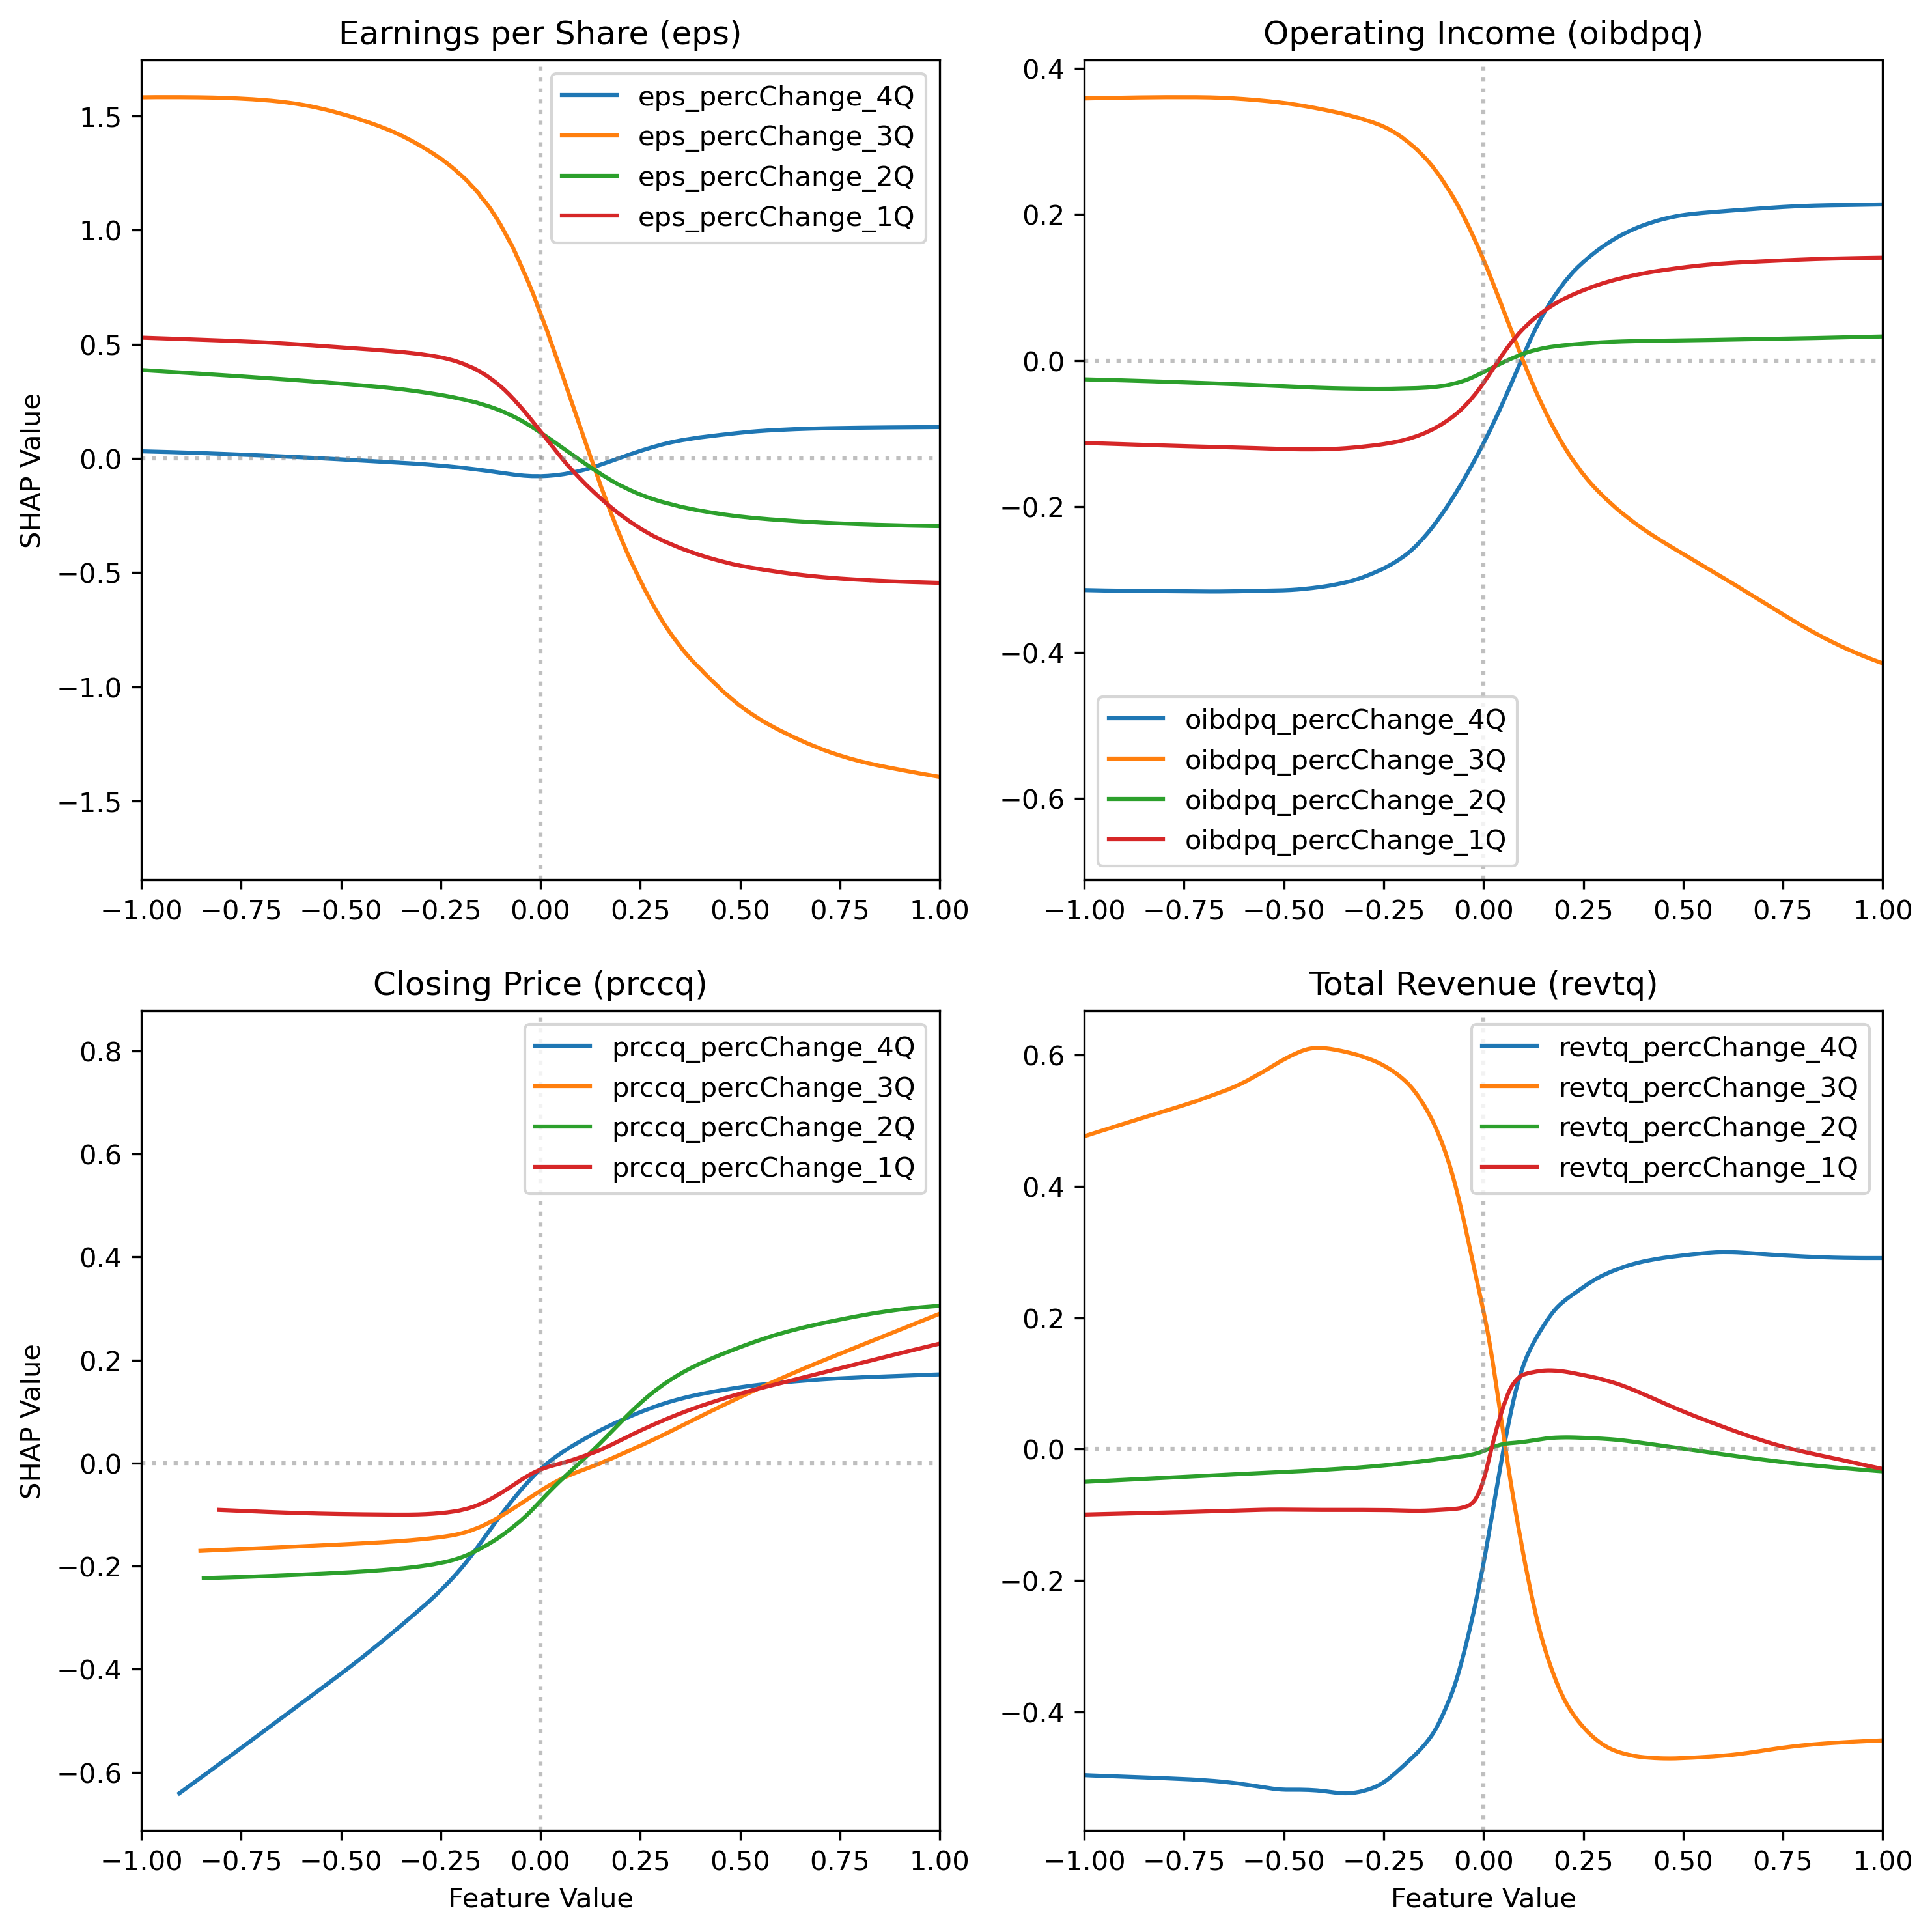 Earnings per Share (eps)
1.5
1.0
0.5
0.0
−0.5
−1.0
−1.5
SHAP Value
eps_percChange_4Q
eps_percChange_3Q
eps_percChange_2Q
eps_percChange_1Q
−1.00 −0.75 −0.50 −0.25 0.00 0.25 0.50 0.75 1.00
Operating Income (oibdpq)
0.4
0.2
0.0
−0.2
−0.4
−0.6
oibdpq_percChange_4Q
oibdpq_percChange_3Q
oibdpq_percChange_2Q
oibdpq_percChange_1Q
−1.00 −0.75 −0.50 −0.25 0.00 0.25 0.50 0.75 1.00
Closing Price (prccq)
0.8
0.6
0.4
0.2
0.0
−0.2
−0.4
−0.6
SHAP Value
prccq_percChange_4Q
prccq_percChange_3Q
prccq_percChange_2Q
prccq_percChange_1Q
−1.00 −0.75 −0.50 −0.25 0.00 0.25 0.50 0.75 1.00
Feature Value
Total Revenue (revtq)
0.6
0.4
0.2
0.0
−0.2
−0.4
revtq_percChange_4Q
revtq_percChange_3Q
revtq_percChange_2Q
revtq_percChange_1Q
−1.00 −0.75 −0.50 −0.25 0.00 0.25 0.50 0.75 1.00
Feature Value